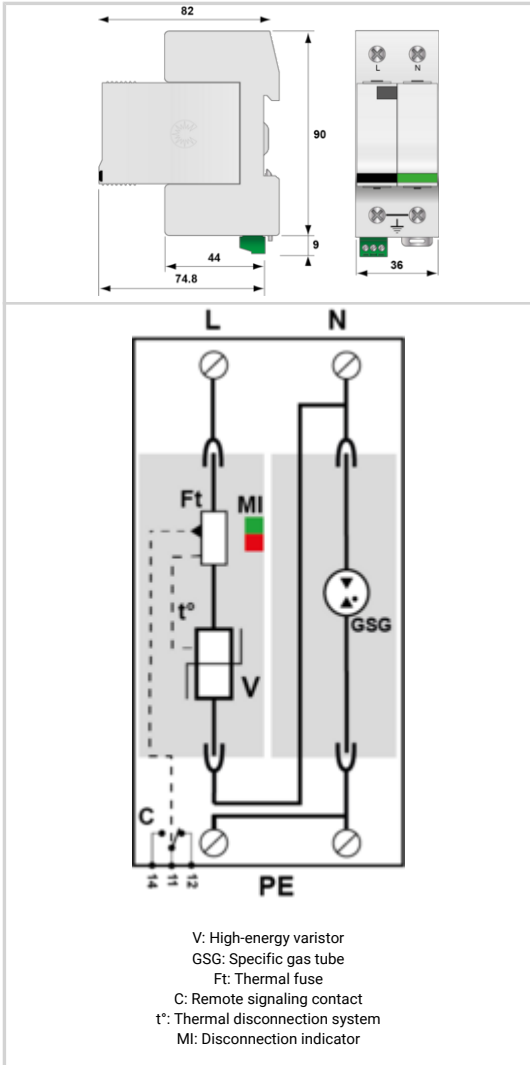 82
L N
90
44
9
74.8
36
L N
Ft
MI
t°
GSG
V
C
14 11 12
PE
V: High-energy varistor
GSG: Specific gas tube
Ft: Thermal fuse
C: Remote signaling contact
t°: Thermal disconnection system
MI: Disconnection indicator